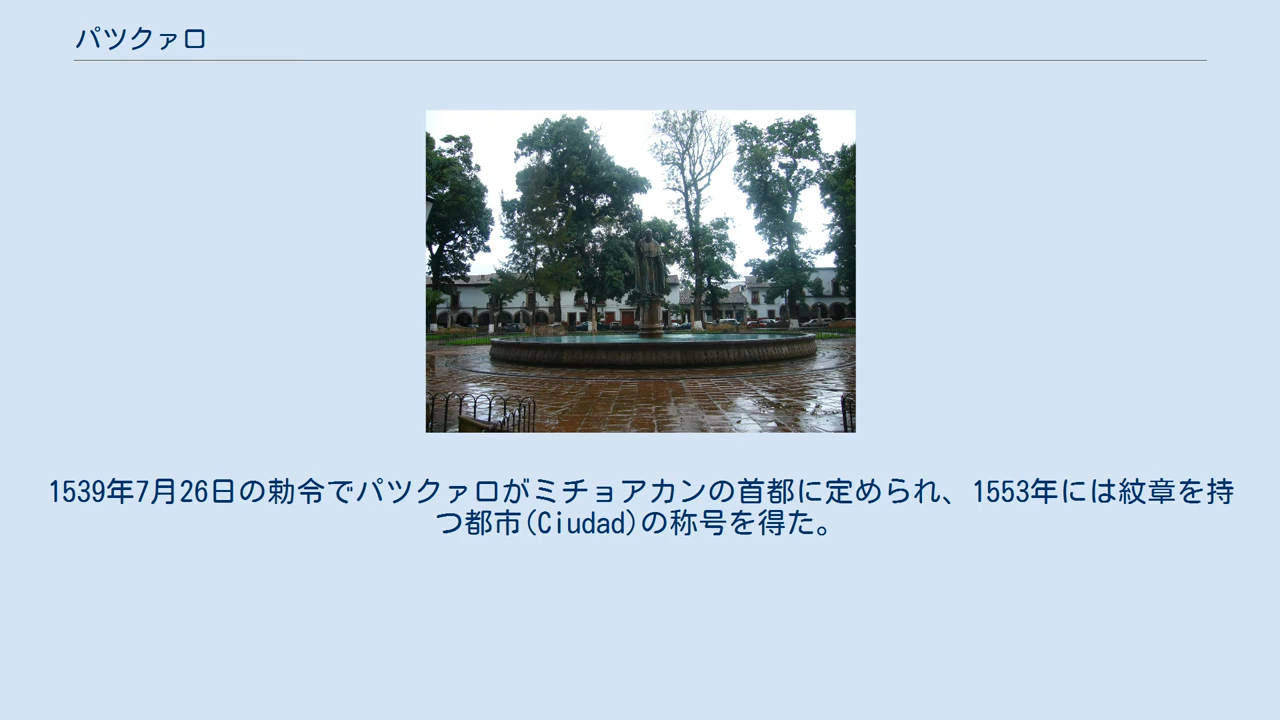 パツクァロ
1539年7月26日の勅令でパツクァロがミチョアカンの首都に定められ、1553年には紋章を持
つ都市(Ciudad)の称号を得た。